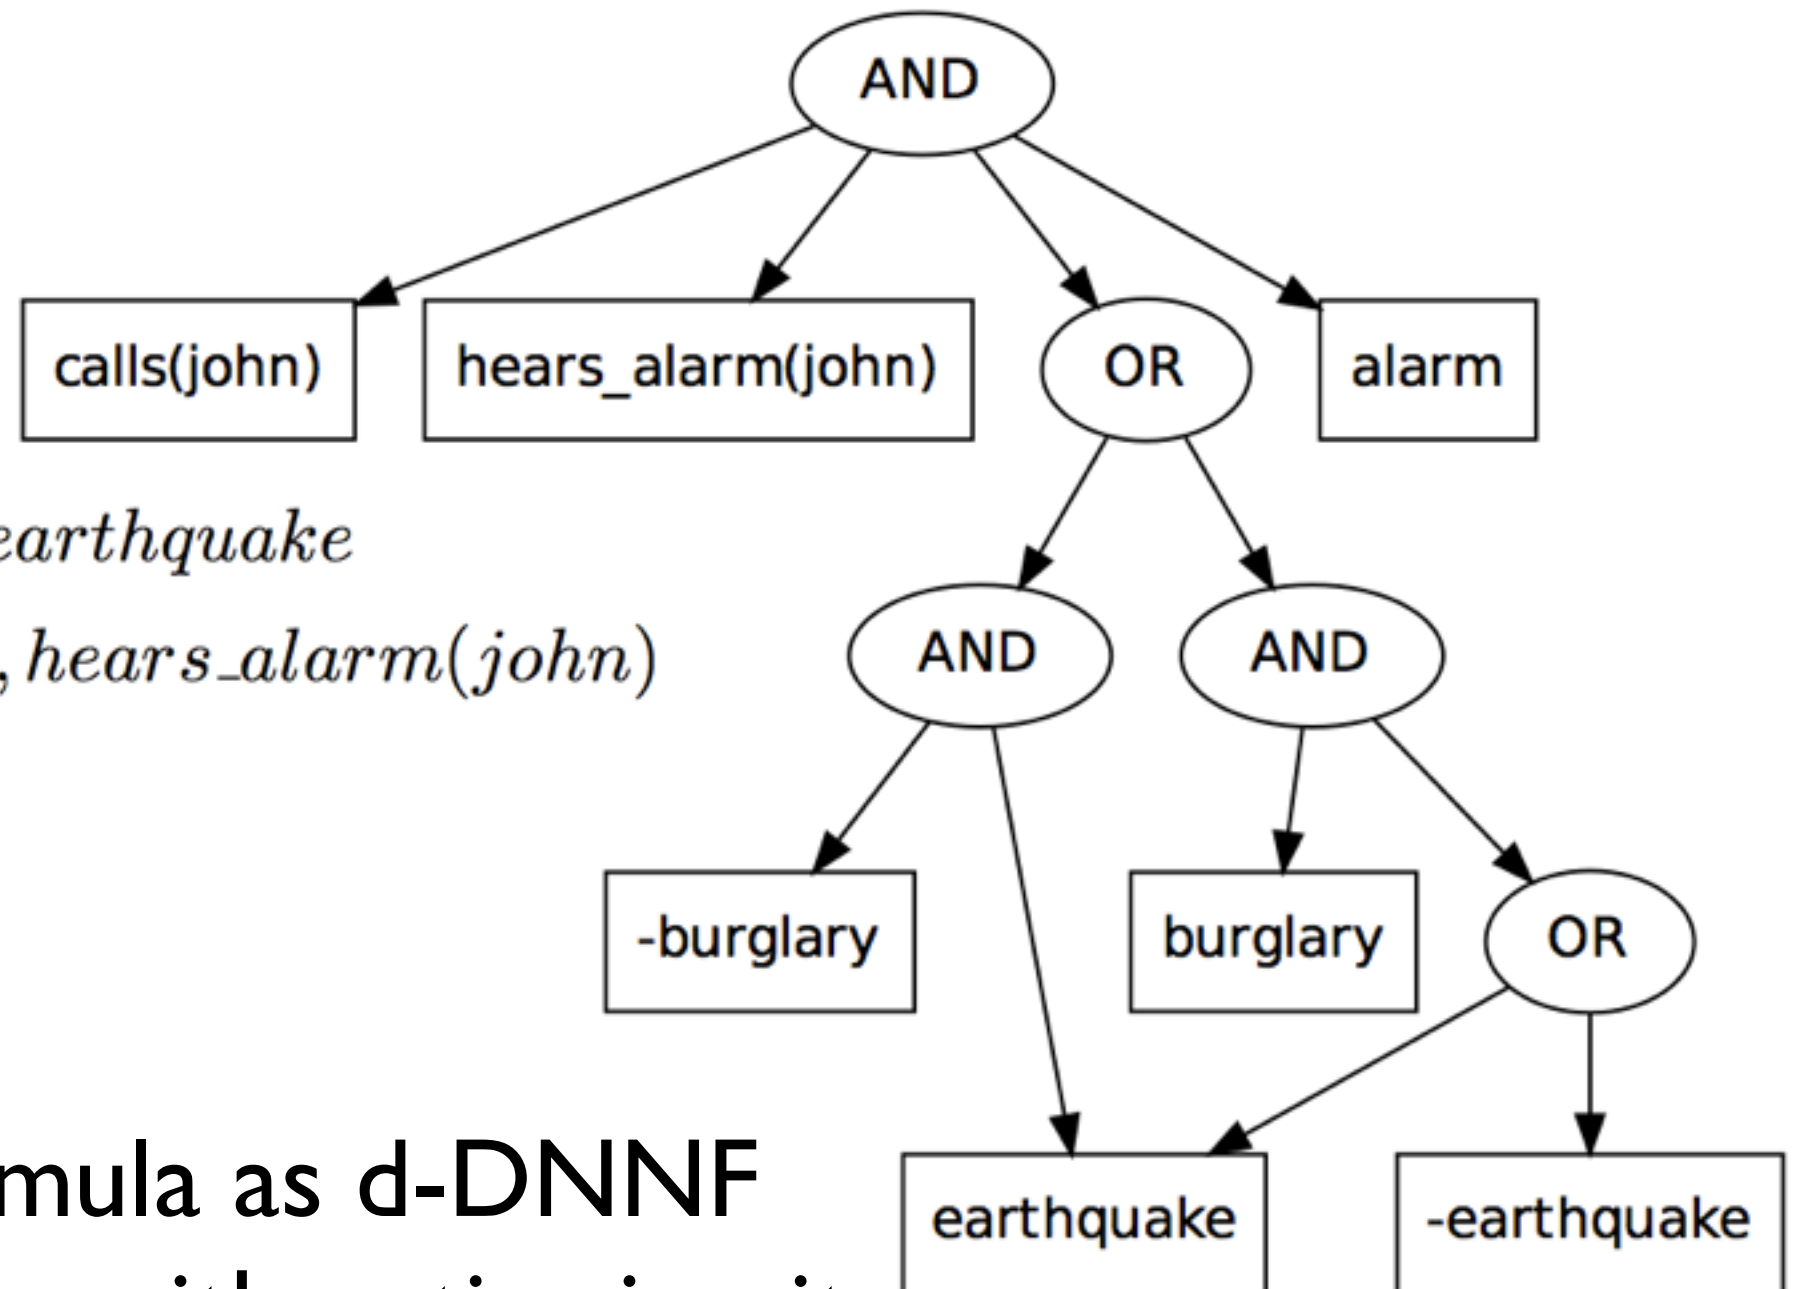 AND
calls(john)
hears_alarm(john)
OR
alarm
earthquake
, hears_alarm(john)
AND
AND
-burglary
burglary
OR
mula as d-DNNF
earthquake
-earthquake